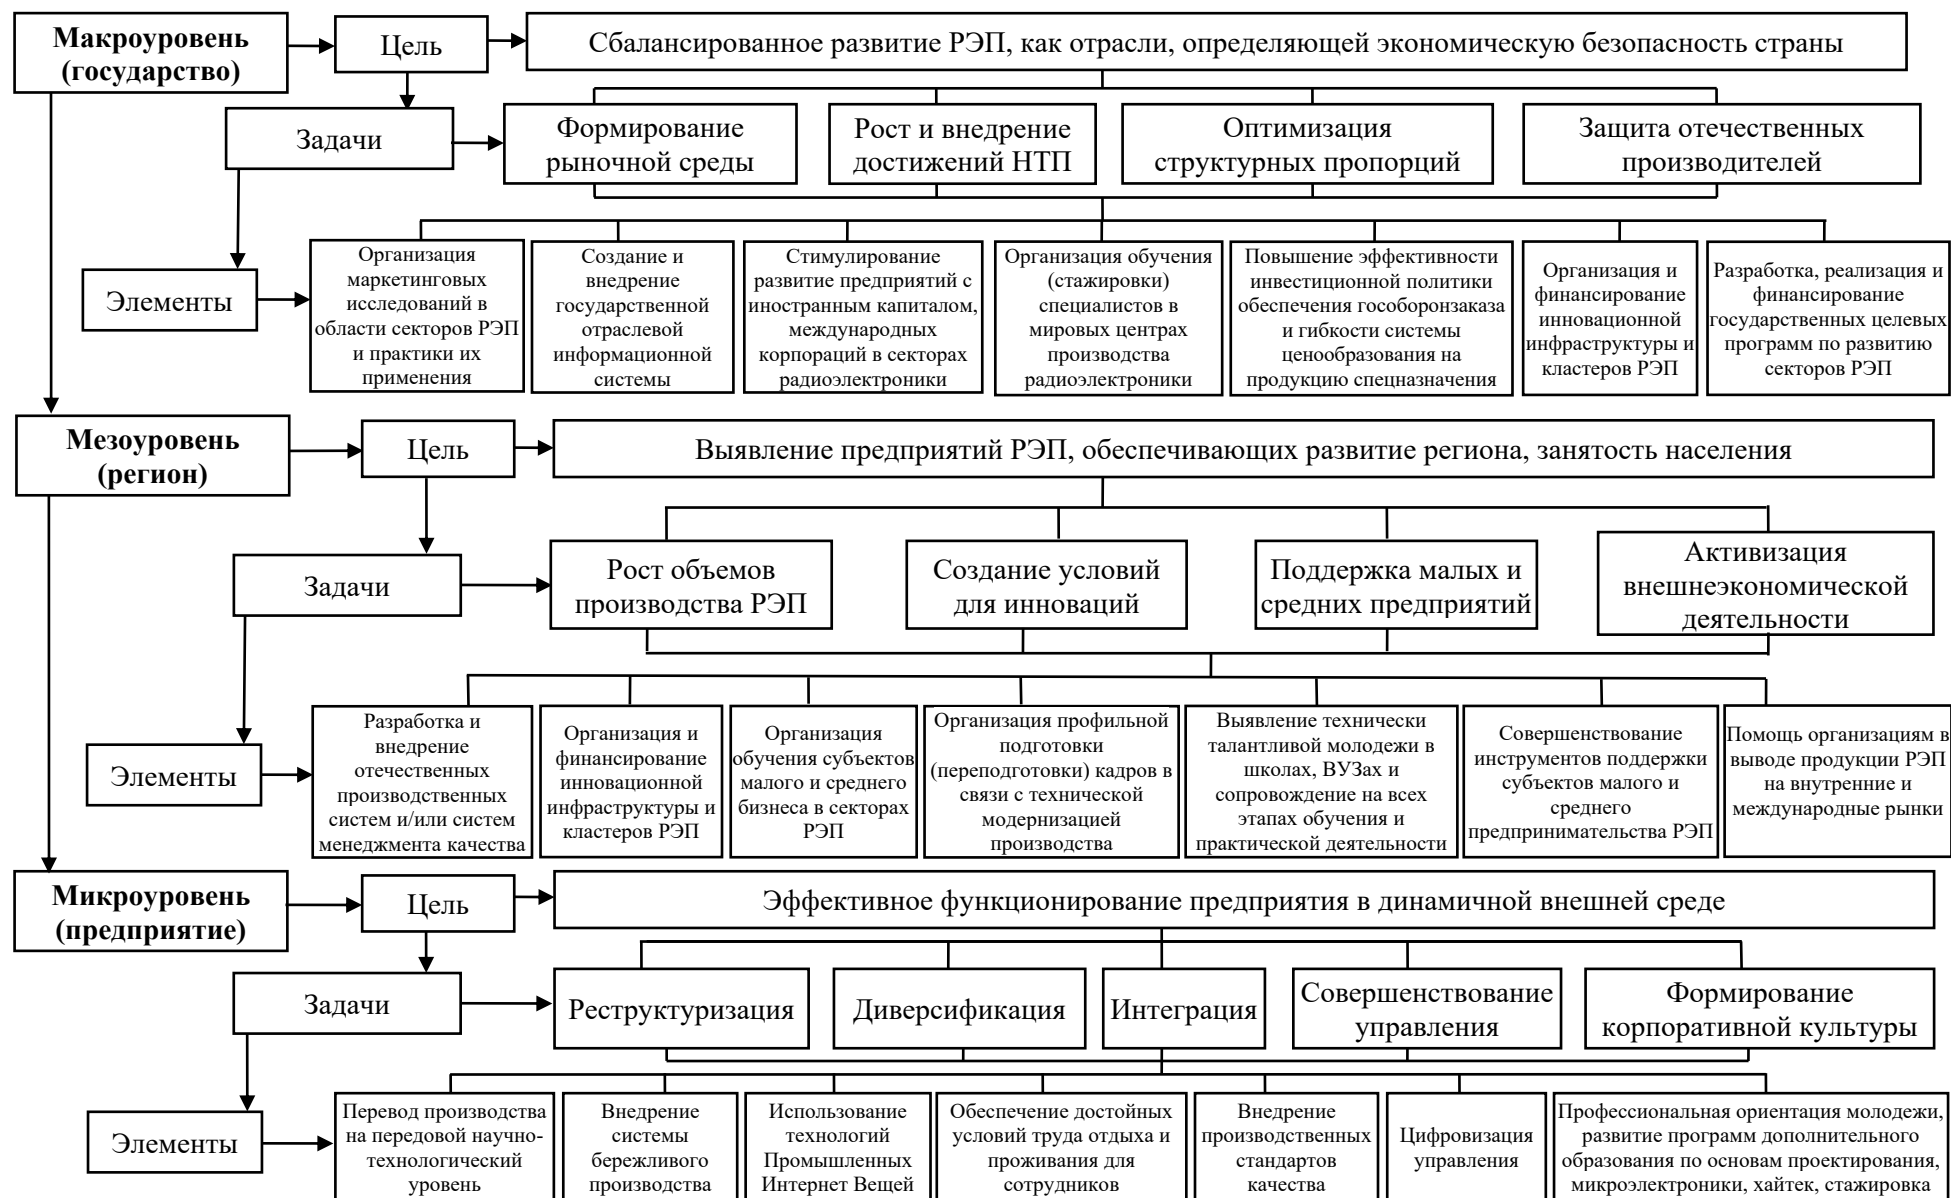 Макроуровень
(государство)
Цель
Сбалансированное развитие РЭП, как отрасли, определяющей экономическую безопасность страны
Задачи
Формирование
рыночной среды
Рост и внедрение
достижений НТП
Оптимизация
структурных пропорций
Защита отечественных
производителей
Элементы
Организация
маркетинговых
исследований в
области секторов РЭП
и практики их
применения
Создание и
внедрение
государственной
отраслевой
информационной
системы
Стимулирование
развитие предприятий с
иностранным капиталом,
международных
корпораций в секторах
радиоэлектроники
Организация обучения
(стажировки)
специалистов в
мировых центрах
производства
радиоэлектроники
Повышение эффективности
инвестиционной политики
обеспечения гособоронзаказа
и гибкости системы
ценообразования на
продукцию спецназначения
Организация и
финансирование
инновационной
инфраструктуры и
кластеров РЭП
Разработка, реализация и
финансирование
государственных целевых
программ по развитию
секторов РЭП
Мезоуровень
(регион)
Цель
Выявление предприятий РЭП, обеспечивающих развитие региона, занятость населения
Задачи
Рост объемов
производства РЭП
Создание условий
для инноваций
Поддержка малых и
средних предприятий
Активизация
внешнеэкономической
деятельности
Элементы
Разработка и
внедрение
отечественных
производственных
систем и/или систем
менеджмента качества
Организация и
финансирование
инновационной
инфраструктуры и
кластеров РЭП
Организация
обучения субъектов
малого и среднего
бизнеса в секторах
РЭП
Организация профильной
подготовки
(переподготовки) кадров в
связи с технической
модернизацией
производства
Выявление технически
талантливой молодежи в
школах, ВУЗах и
сопровождение на всех
этапах обучения и
практической деятельности
Совершенствование
инструментов поддержки
субъектов малого и
среднего
предпринимательства РЭП
Помощь организациям в
выводе продукции РЭП
на внутренние и
международные рынки
Микроуровень
(предприятие)
Цель
Эффективное функционирование предприятия в динамичной внешней среде
Задачи
Реструктуризация
Диверсификация
Интеграция
Совершенствование
управления
Формирование
корпоративной культуры
Элементы
Перевод производства
на передовой научно-
технологический
уровень
Внедрение
системы
бережливого
производства
Использование
технологий
Промышленных
Интернет Вещей
Обеспечение достойных
условий труда отдыха и
проживания для
сотрудников
Внедрение
производственных
стандартов
качества
Цифровизация
управления
Профессиональная ориентация молодежи,
развитие программ дополнительного
образования по основам проектирования,
микроэлектроники, хайтек, стажировка